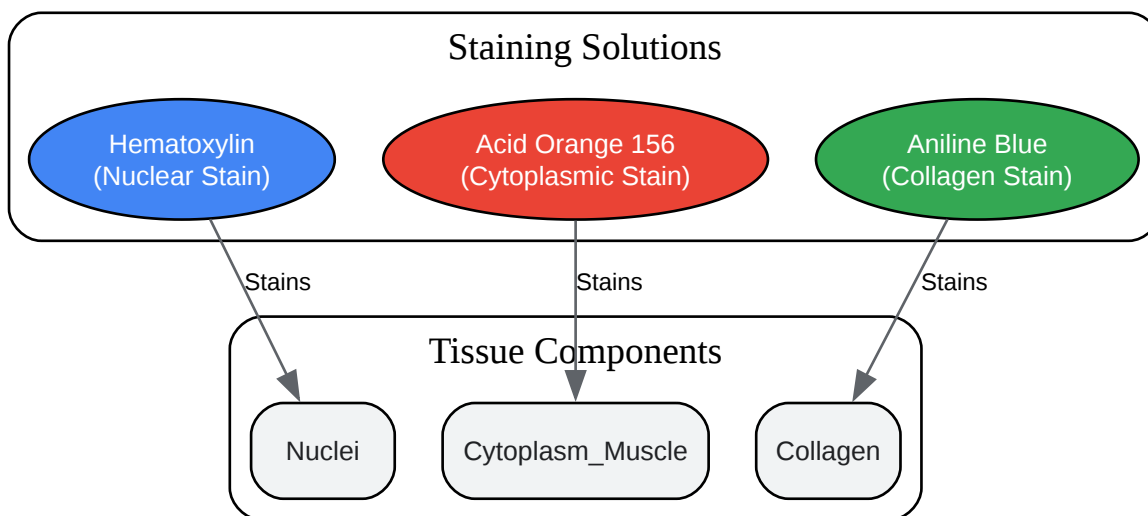 Staining Solutions
Hematoxylin
(Nuclear Stain)
Acid Orange 156
(Cytoplasmic Stain)
Aniline Blue
(Collagen Stain)
Stains
Stains
Stains
Tissue Components
Nuclei
Cytoplasm_Muscle
Collagen